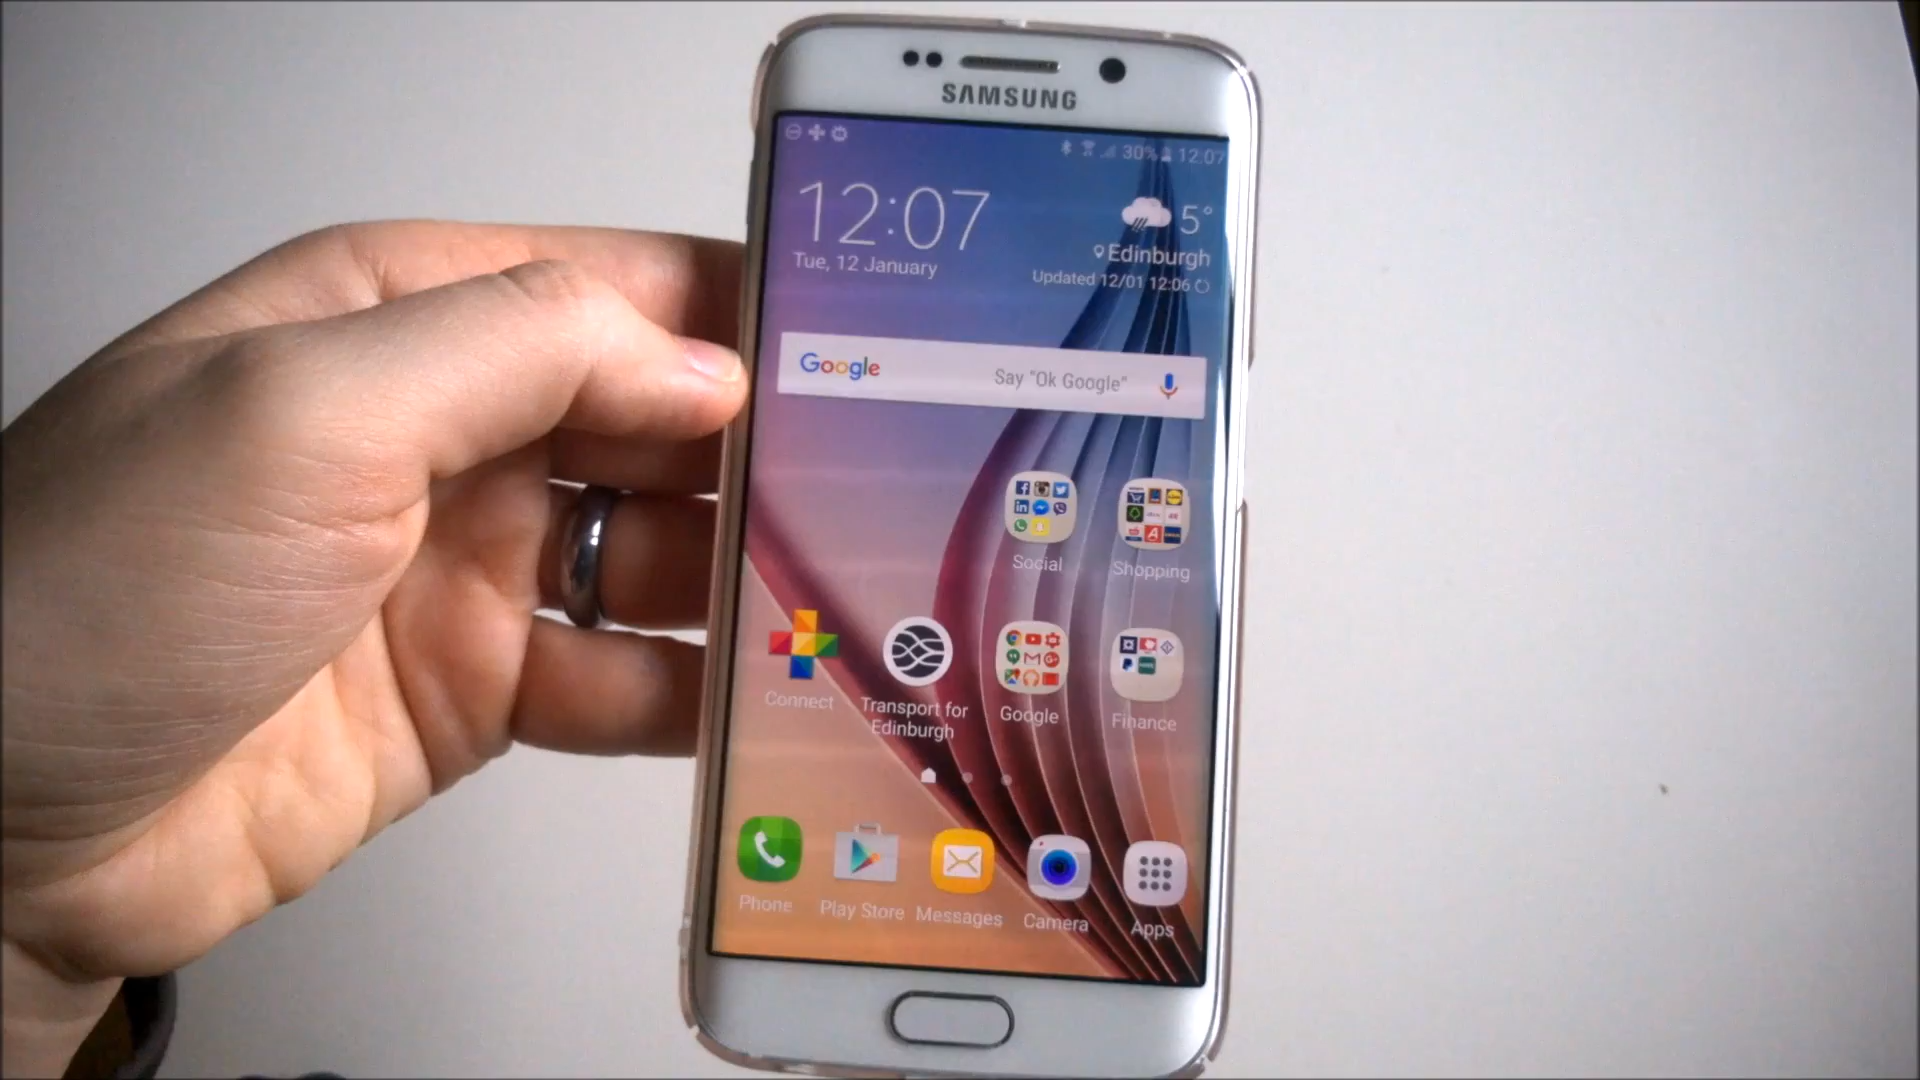 SAMSUNG
30% 12:07
12:07
5°
Tue, 12 January
Edinburgh
Updated 12/01 12:06
Google
Say "Ok Google"
Social
Shopping
Connect
Transport for
Edinburgh
Google
Finance
Phone
Play Store
Messages
Camera
Apps